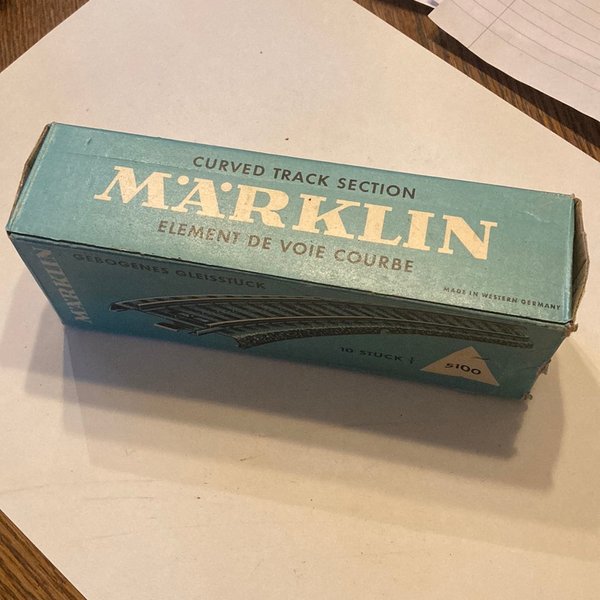 CURVED TRACK SECTION
MÄRKLIN
ELEMENT DE VOIE COURBE
MADE IN WESTERN GERMANY
MÄRKLIN
GEBOGENES GLEISSTÜCK
10 STÜCK
5100